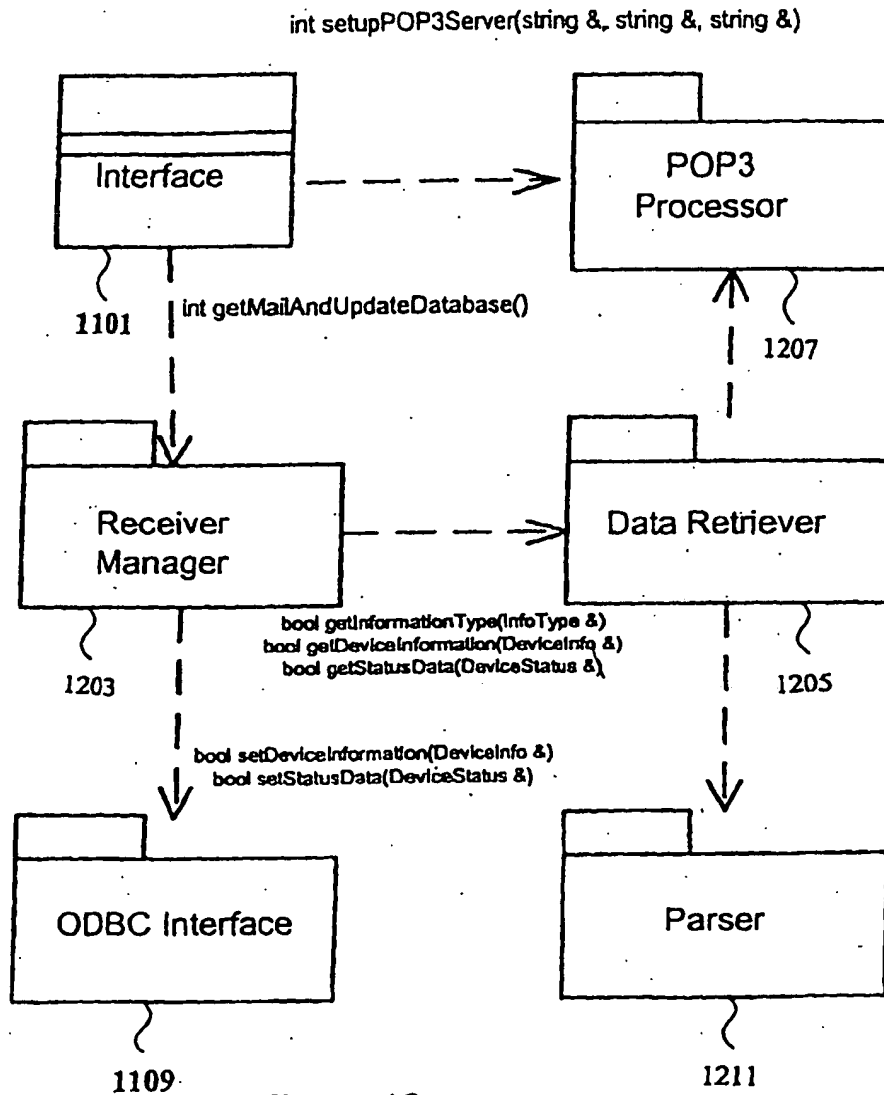 int setupPOP3Server(string &, string &, string &)
Interface
POP3
Processor
1101
int getMailAndUpdateDatabase()
1207
Receiver
Manager
Data Retriever
bool getInformationType(InfoType &)
bool getDeviceInformation(DeviceInfo &)
bool getStatusData(DeviceStatus &)
1203
1205
bool setDeviceInformation(DeviceInfo &)
bool setStatusData(DeviceStatus &)
ODBC Interface
Parser
1109
1211